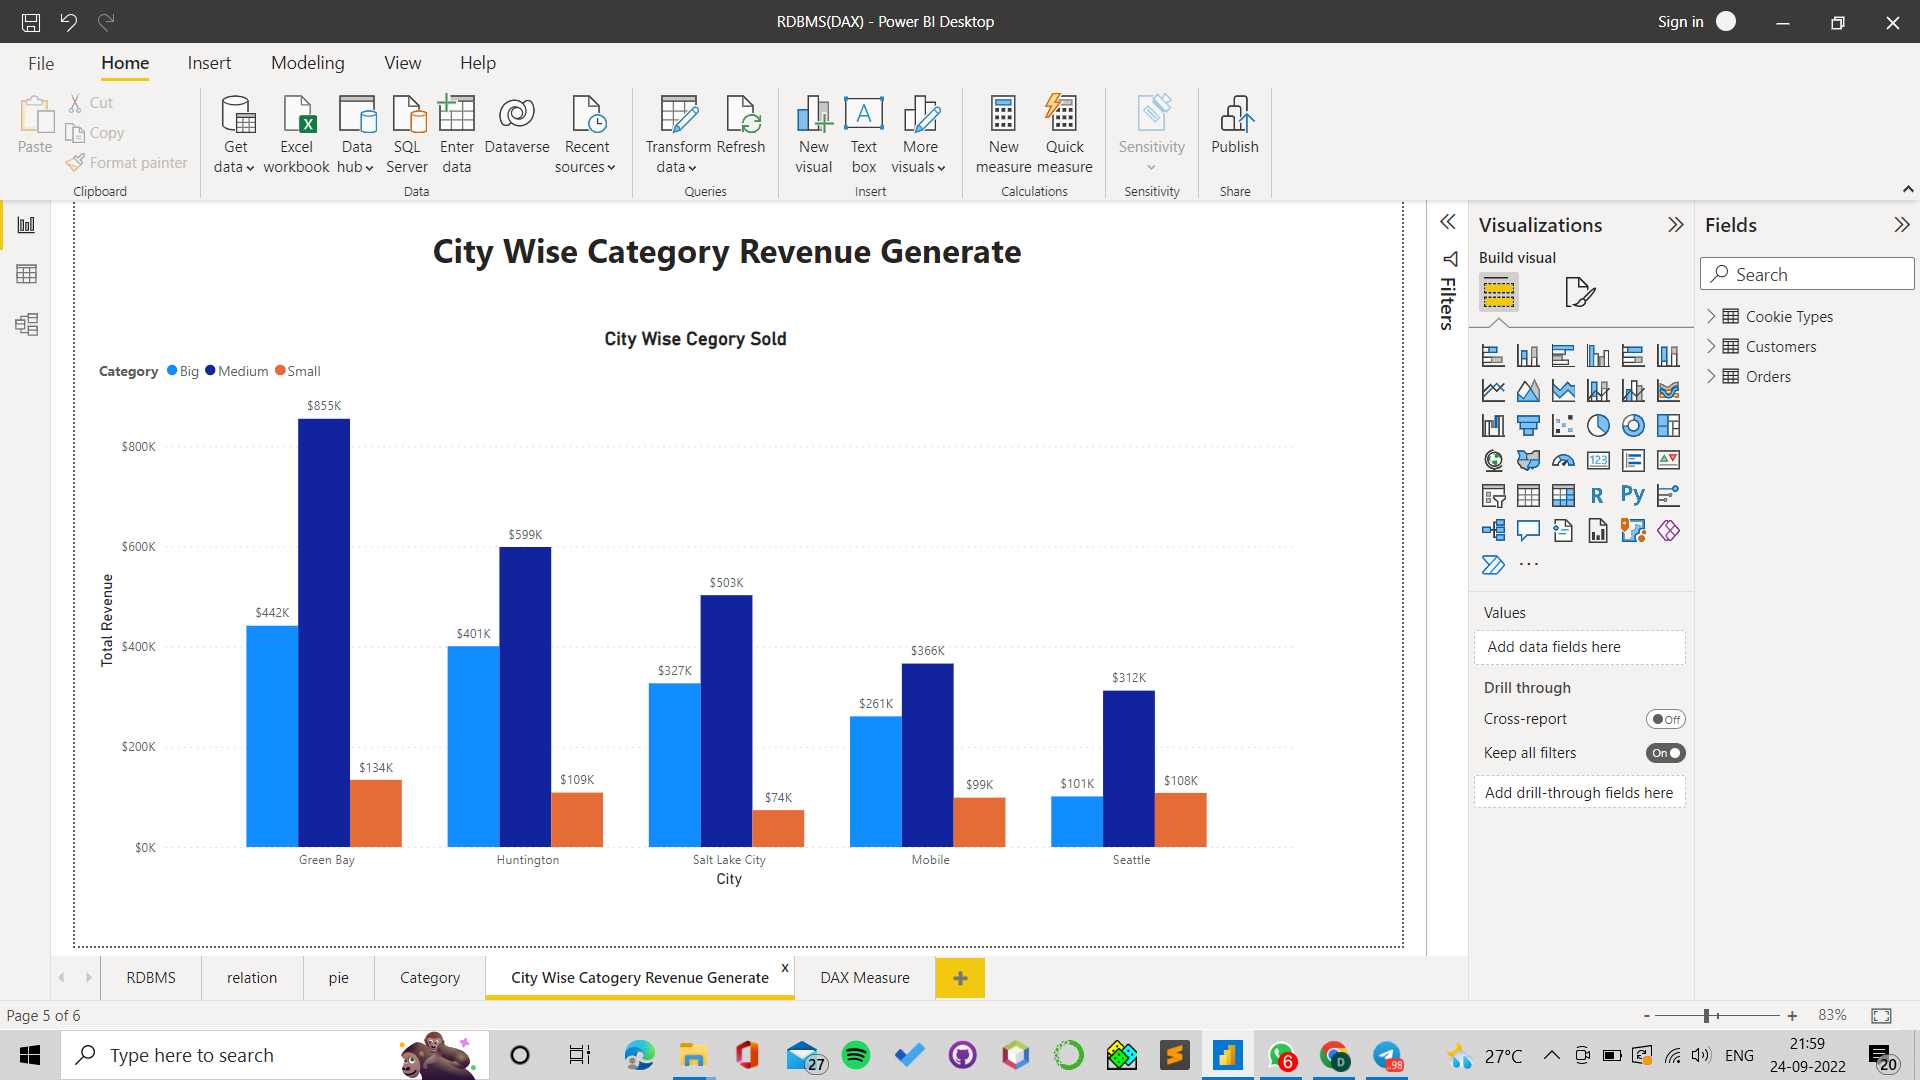 RDBMS(DAX) - Power BI Desktop
Sign in
File Home Insert Modeling View Help
Paste
Cut
Copy
Format painter
Clipboard
Get data
Excel workbook
Data hub
SQL Server
Enter data
Dataverse
Recent sources
Data
Transform data
Refresh
Queries
New visual
Text box
More visuals
Insert
New measure
Quick measure
Calculations
Sensitivity
Sensitivity
Publish
Share
City Wise Category Revenue Generate
City Wise Cegory Sold
Category Big Medium Small
Total Revenue
$800K
$600K
$400K
$200K
$0K
$442K $855K $134K
$401K $599K $109K
$327K $503K $74K
$261K $366K $99K
$101K $312K $108K
Green Bay Huntington Salt Lake City Mobile Seattle
City
Filters
Visualizations
Build visual
123
R
Py
Values
Add data fields here
Drill through
Cross-report Off
Keep all filters On
Add drill-through fields here
Fields
Search
Cookie Types
Customers
Orders
RDBMS relation pie Category City Wise Catogery Revenue Generate x DAX Measure +
Page 5 of 6
- + 83%
Type here to search
27
6
D
..98
27°C
ENG
21:59
24-09-2022
20